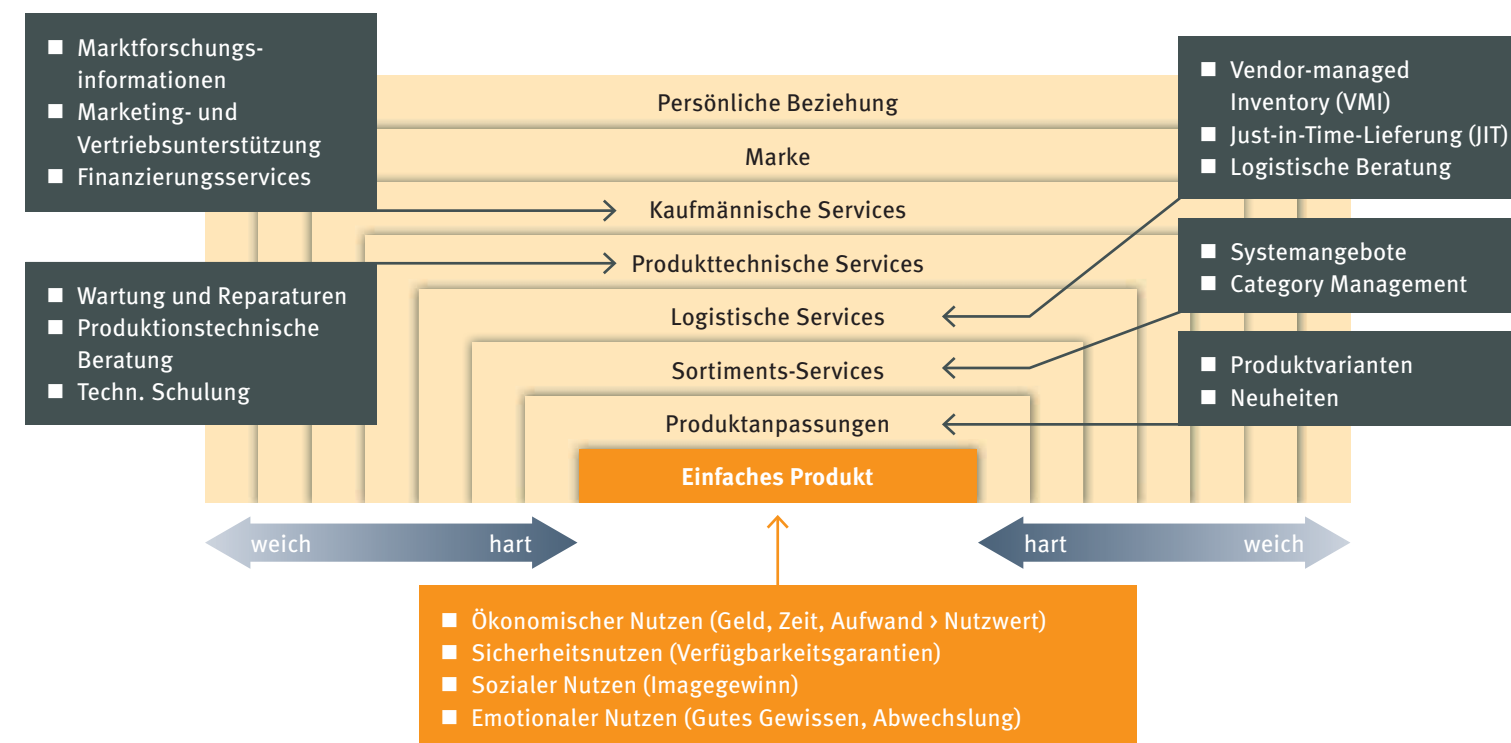 ■ Marktforschungs-
informationen
■ Marketing- und
Vertriebsunterstützung
■ Finanzierungsservices
■ Wartung und Reparaturen
■ Produktionstechnische
Beratung
■ Techn. Schulung
Persönliche Beziehung
Marke
Kaufmännische Services
Produkttechnische Services
Logistische Services
Sortiments-Services
Produktanpassungen
Einfaches Produkt
■ Vendor-managed
Inventory (VMI)
■ Just-in-Time-Lieferung (JIT)
■ Logistische Beratung
■ Systemangebote
■ Category Management
■ Produktvarianten
■ Neuheiten
weich hart
hart weich
■ Ökonomischer Nutzen (Geld, Zeit, Aufwand > Nutzwert)
■ Sicherheitsnutzen (Verfügbarkeitsgarantien)
■ Sozialer Nutzen (Imagegewinn)
■ Emotionaler Nutzen (Gutes Gewissen, Abwechslung)